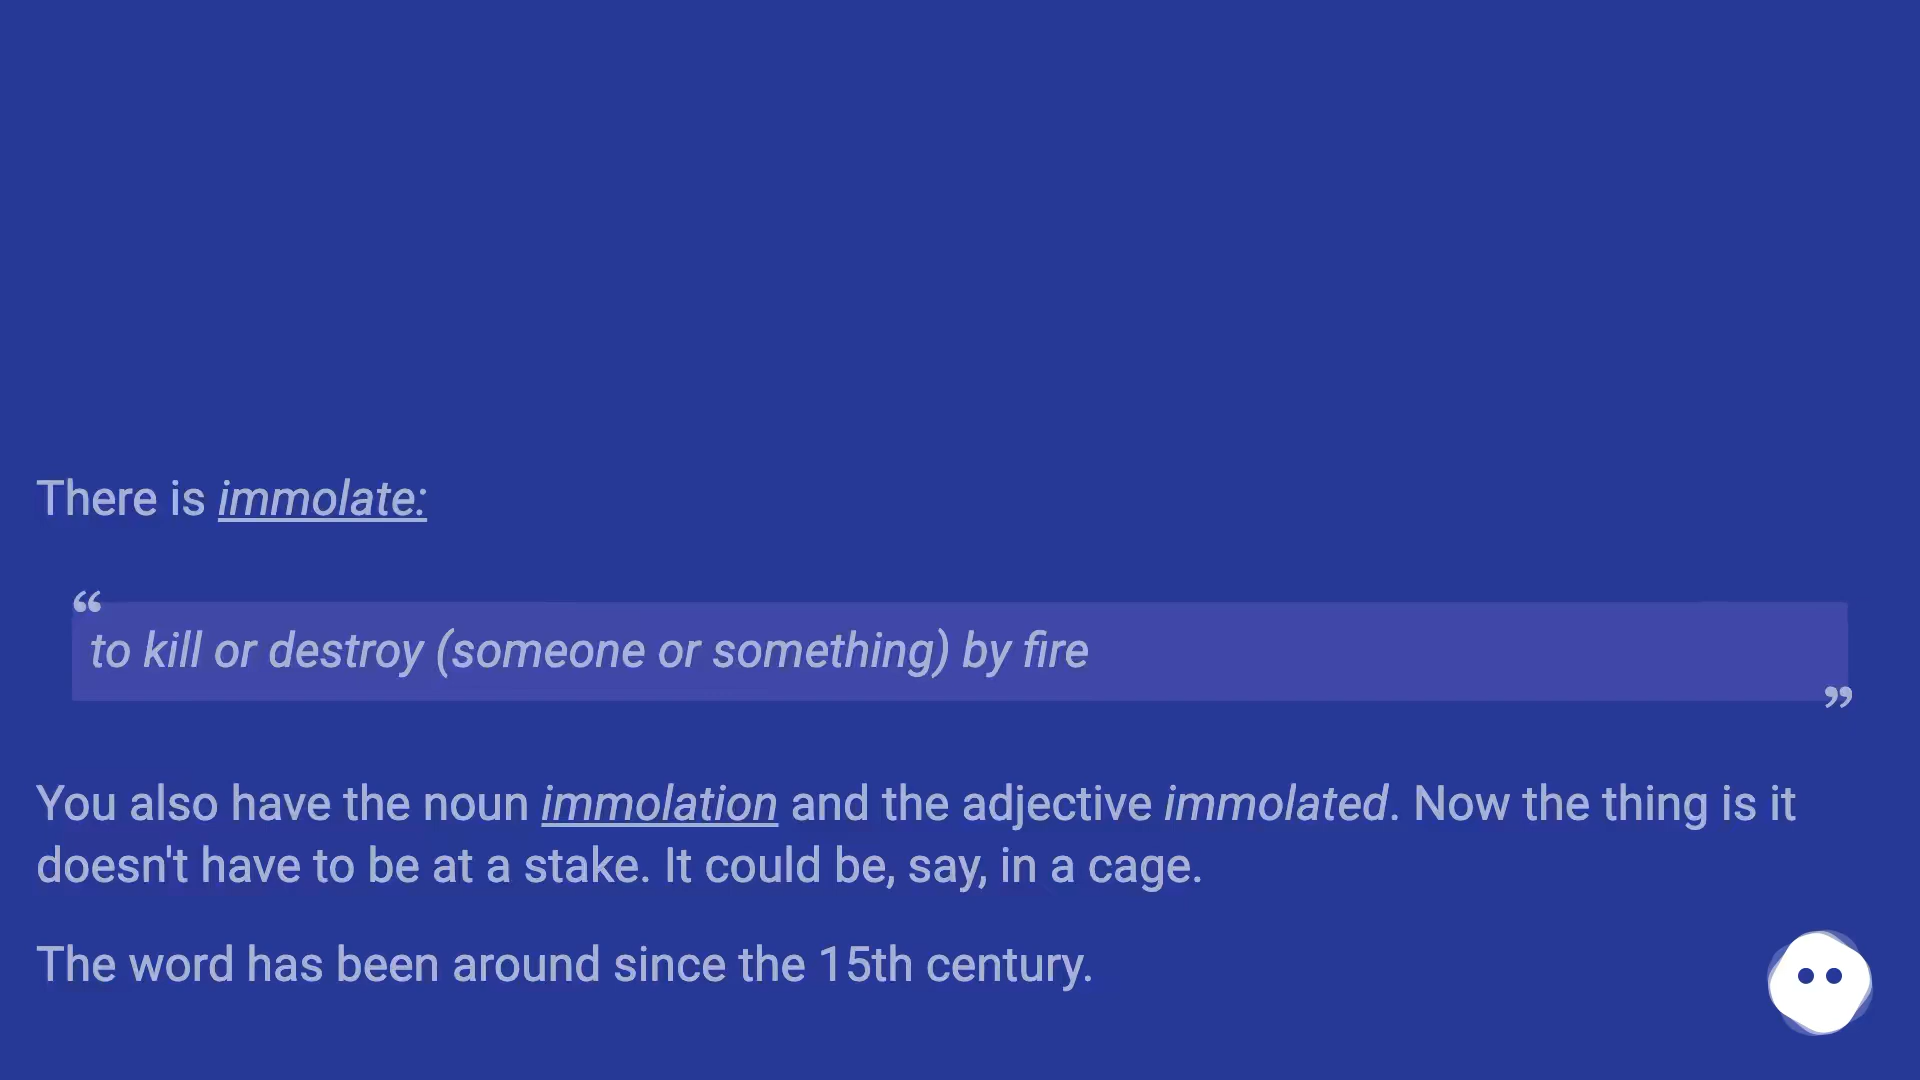 There is immolate:
“
to kill or destroy (someone or something) by fire
”
You also have the noun immolation and the adjective immolated. Now the thing is it
doesn't have to be at a stake. It could be, say, in a cage.
The word has been around since the 15th century.